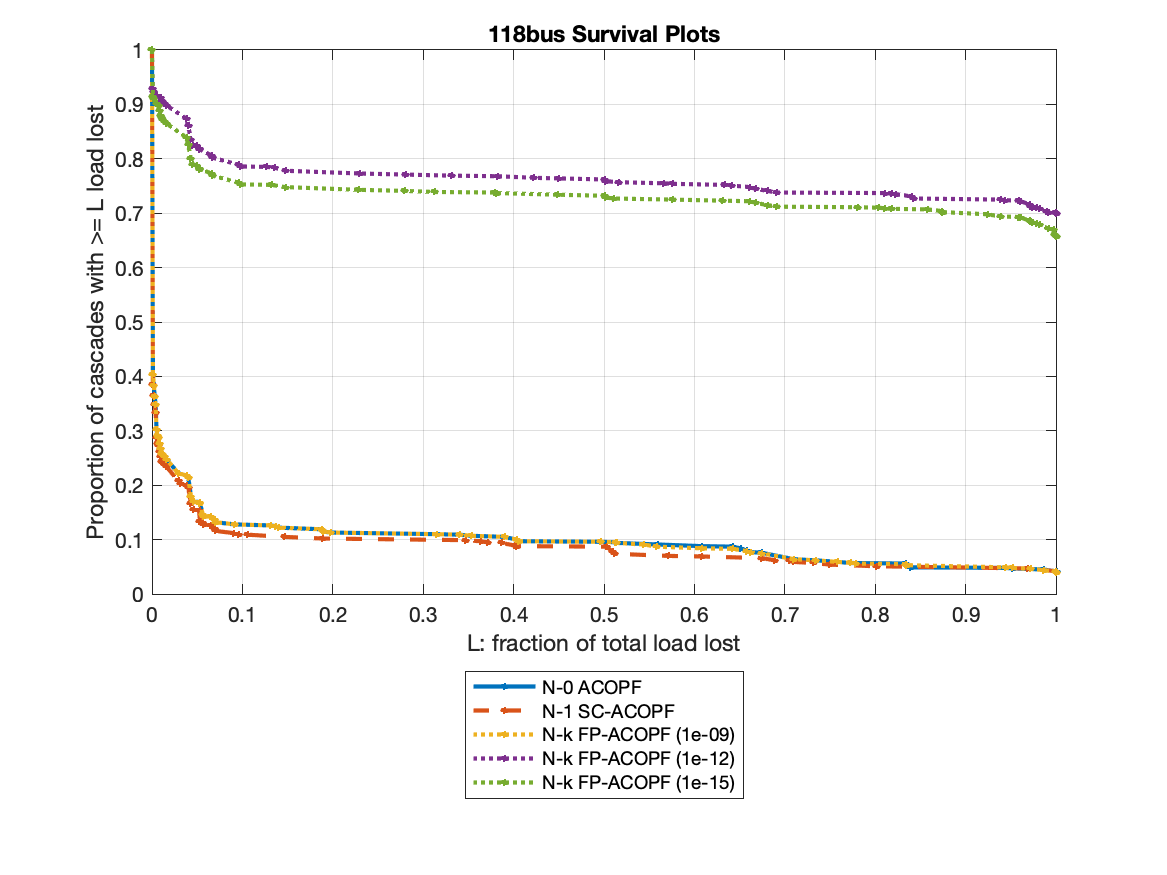 118bus Survival Plots
Proportion of cascades with >= L load lost
1
0.9
0.8
0.7
0.6
0.5
0.4
0.3
0.2
0.1
0
0 0.1 0.2 0.3 0.4 0.5 0.6 0.7 0.8 0.9 1
L: fraction of total load lost
N-0 ACOPF
N-1 SC-ACOPF
N-k FP-ACOPF (1e-09)
N-k FP-ACOPF (1e-12)
N-k FP-ACOPF (1e-15)